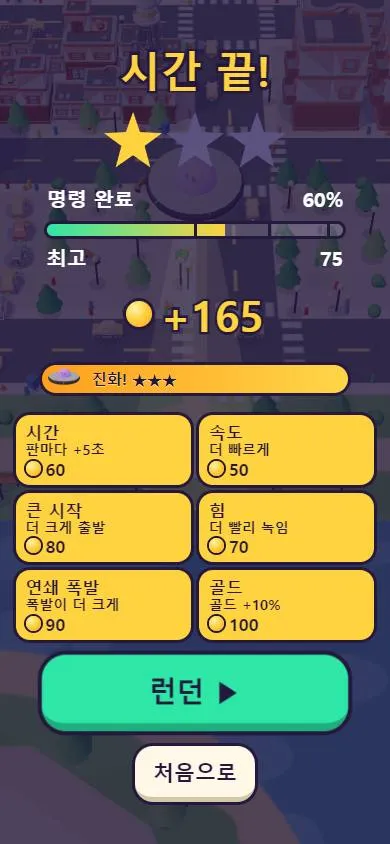 시간 끝!
명령 완료 60%
최고 75
+165
진화! ★★★
시간
판마다 +5초
60
속도
더 빠르게
50
큰 시작
더 크게 출발
80
힘
더 빨리 녹임
70
연쇄 폭발
폭발이 더 크게
90
골드
골드 +10%
100
런던 ▶
처음으로